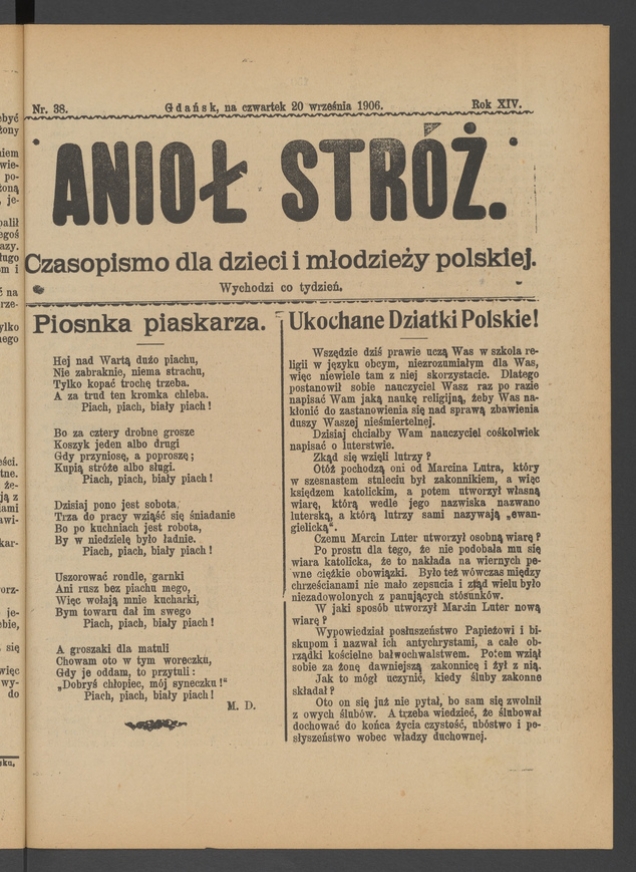 Nr. 38.
Gdańsk, na czwartek 20 września 1906.
Rok XIV.
ANIOŁ STRÓŻ.
Czasopismo dla dzieci i młodzieży polskiej.
Wychodzi co tydzień.
Piosnka piaskarza.
Hej nad Wartą dużo piachu,
Nie zabraknie, niema strachu,
Tylko kopać trochę trzeba.
A za trud ten kromka chleba.
Piach, piach, biały piach!
Bo za cztery drobne grosze
Koszyk jeden albo drugi
Gdy przyniosę, a poproszę;
Kupią stróże albo sługi.
Piach, piach, biały piach!
Dzisiaj pono jest sobota,
Trza do pracy wziąść się śniadanie
Bo po kuchniach jest robota,
By w niedzielę było ładnie.
Piach, piach, biały piach!
Uszorować rondle, garnki
Ani rusz bez piachu mego,
Więc wołają mnie kucharki,
Bym towaru dał im swego
Piach, piach, biały piach!
A groszaki dla matuli
Chowam oto w tym woreczku,
Gdy je oddam, to przytuli:
„Dobryś chłopiec, mój syneczku!"
Piach, piach, biały piach!
M. D.
Ukochane Dziatki Polskie!
Wszędzie dziś prawie uczą Was w szkola re-
ligii w języku obcym, niezrozumiałym dla Was,
więc niewiele tam z niej skorzystacie. Dlatego
postanowił sobie nauczyciel Wasz raz po razie
napisać Wam jaką naukę religijną, żeby Was na-
kłonić do zastanowienia się nad sprawą zbawienia
duszy Waszej nieśmiertelnej.
Dzisiaj chciałby Wam nauczyciel cośkolwiek
napisać o luterstwie.
Zkąd się wzięli lutrzy?
Otóż pochodzą oni od Marcina Lutra, który
w szesnastem stuleciu był zakonnikiem, a więc
księdzem katolickim, a potem utworzył własną
wiarę, którą wedle jego nazwiska nazwano
luterską, a którą lutrzy sami nazywają „ewan-
gielicką".
Czemu Marcin Luter utworzył osobną wiarę?
Po prostu dla tego, że nie podobała mu się
wiara katolicka, że to nakłada na wiernych pe-
wne ciężkie obowiązki. Było też wówczas między
chrześcianami nie mało zepsucia i ztąd wielu było
niezadowolonych z panujących stósunków.
W jaki sposób utworzył Marcin Luter nową
wiarę?
Wypowiedział posłuszeństwo Papieżowi i bi-
skupom i nazwał ich antychrystami, a całe ob-
rządki kościelne bałwochwalstwem. Potem wziął
sobie za żonę dawniejszą zakonnicę i żył z nią.
Jak to mógł uczynić, kiedy śluby zakonne
składał?
Oto on się już nie pytał, bo sam się zwolnił
z owych ślubów. A trzeba wiedzieć, że ślubował
dochować do końca życia czystość, ubóstwo i po-
słyszeństwo wobec władzy duchownej.